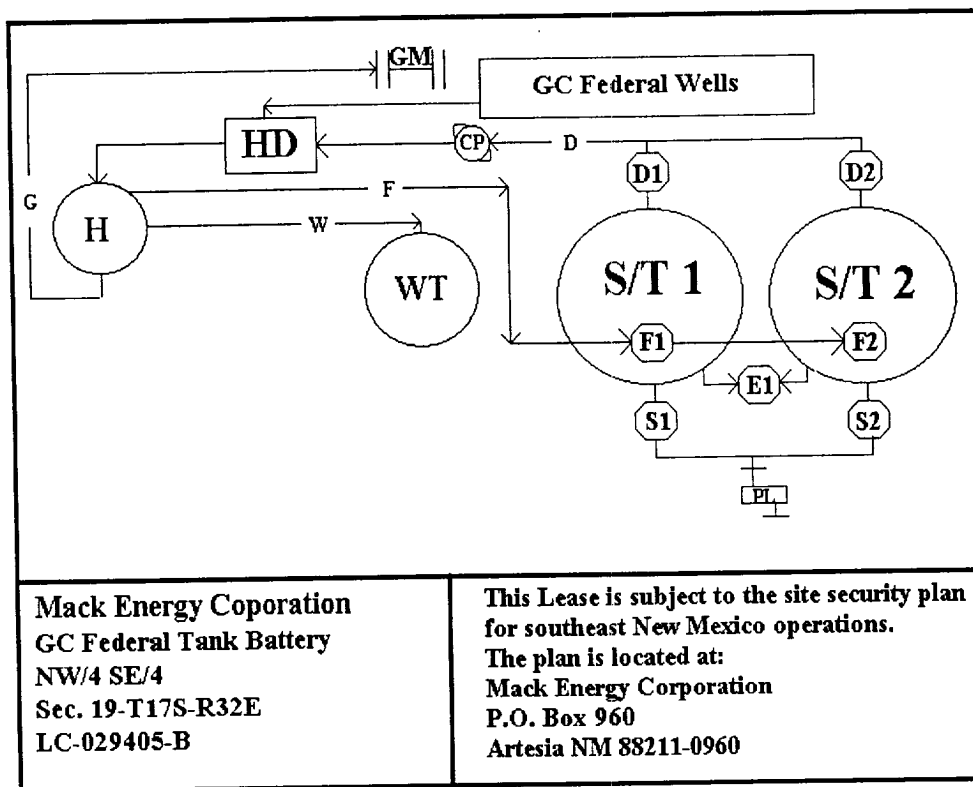 GM
GC Federal Wells
HD
CP
D
D1
D2
G
F
H
W
WT
S/T 1
S/T 2
F1
F2
E1
S1
S2
PL
Mack Energy Coporation
GC Federal Tank Battery
NW/4 SE/4
Sec. 19-T17S-R32E
LC-029405-B
This Lease is subject to the site security plan
for southeast New Mexico operations.
The plan is located at:
Mack Energy Corporation
P.O. Box 960
Artesia NM 88211-0960